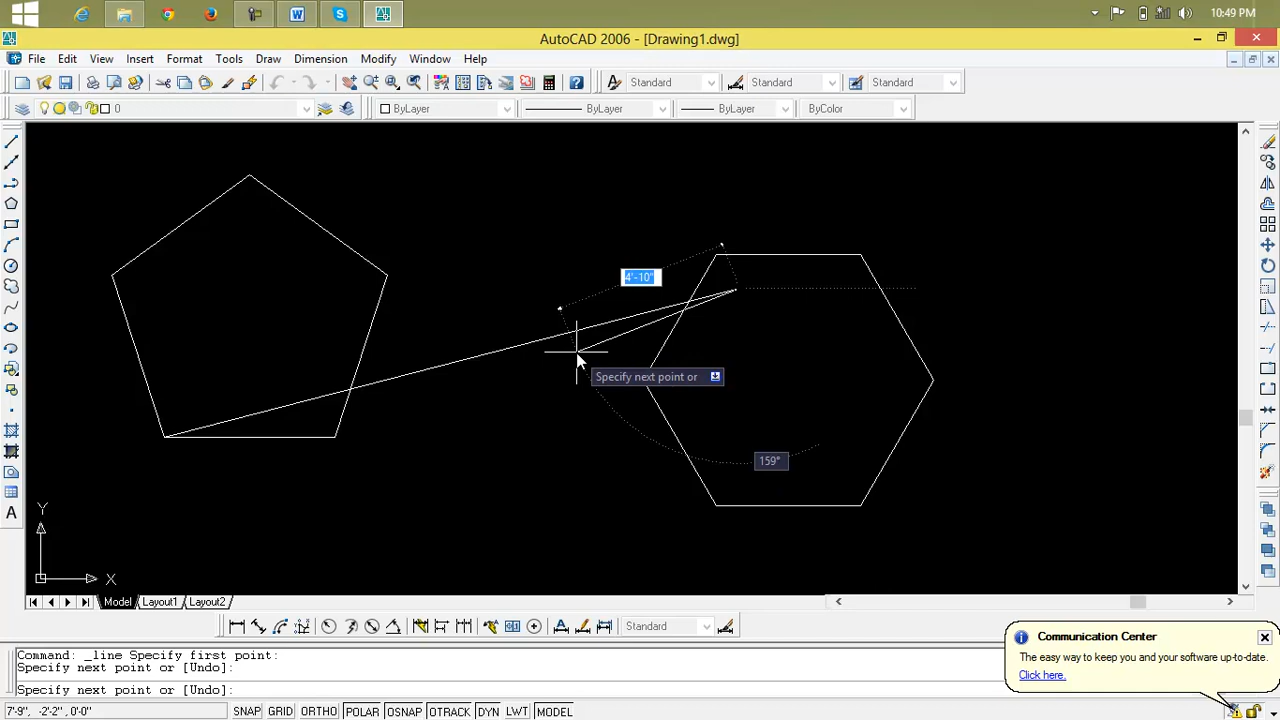 10:49 PM
AutoCAD 2006 - [Drawing1.dwg]
File Edit View Insert Format Tools Draw Dimension Modify Window Help
Standard Standard Standard
0 ByLayer ByLayer ByLayer ByColor
4'-10"
Specify next point or
159°
Y
X
A
Model Layout1 Layout2
Standard
Command: _line Specify first point:
Specify next point or [Undo]:
Specify next point or [Undo]:
Communication Center
The easy way to keep you and your software up-to-date.
Click here.
7'-9", -2'-2", 0'-0" SNAP GRID ORTHO POLAR OSNAP OTRACK DYN LWT MODEL